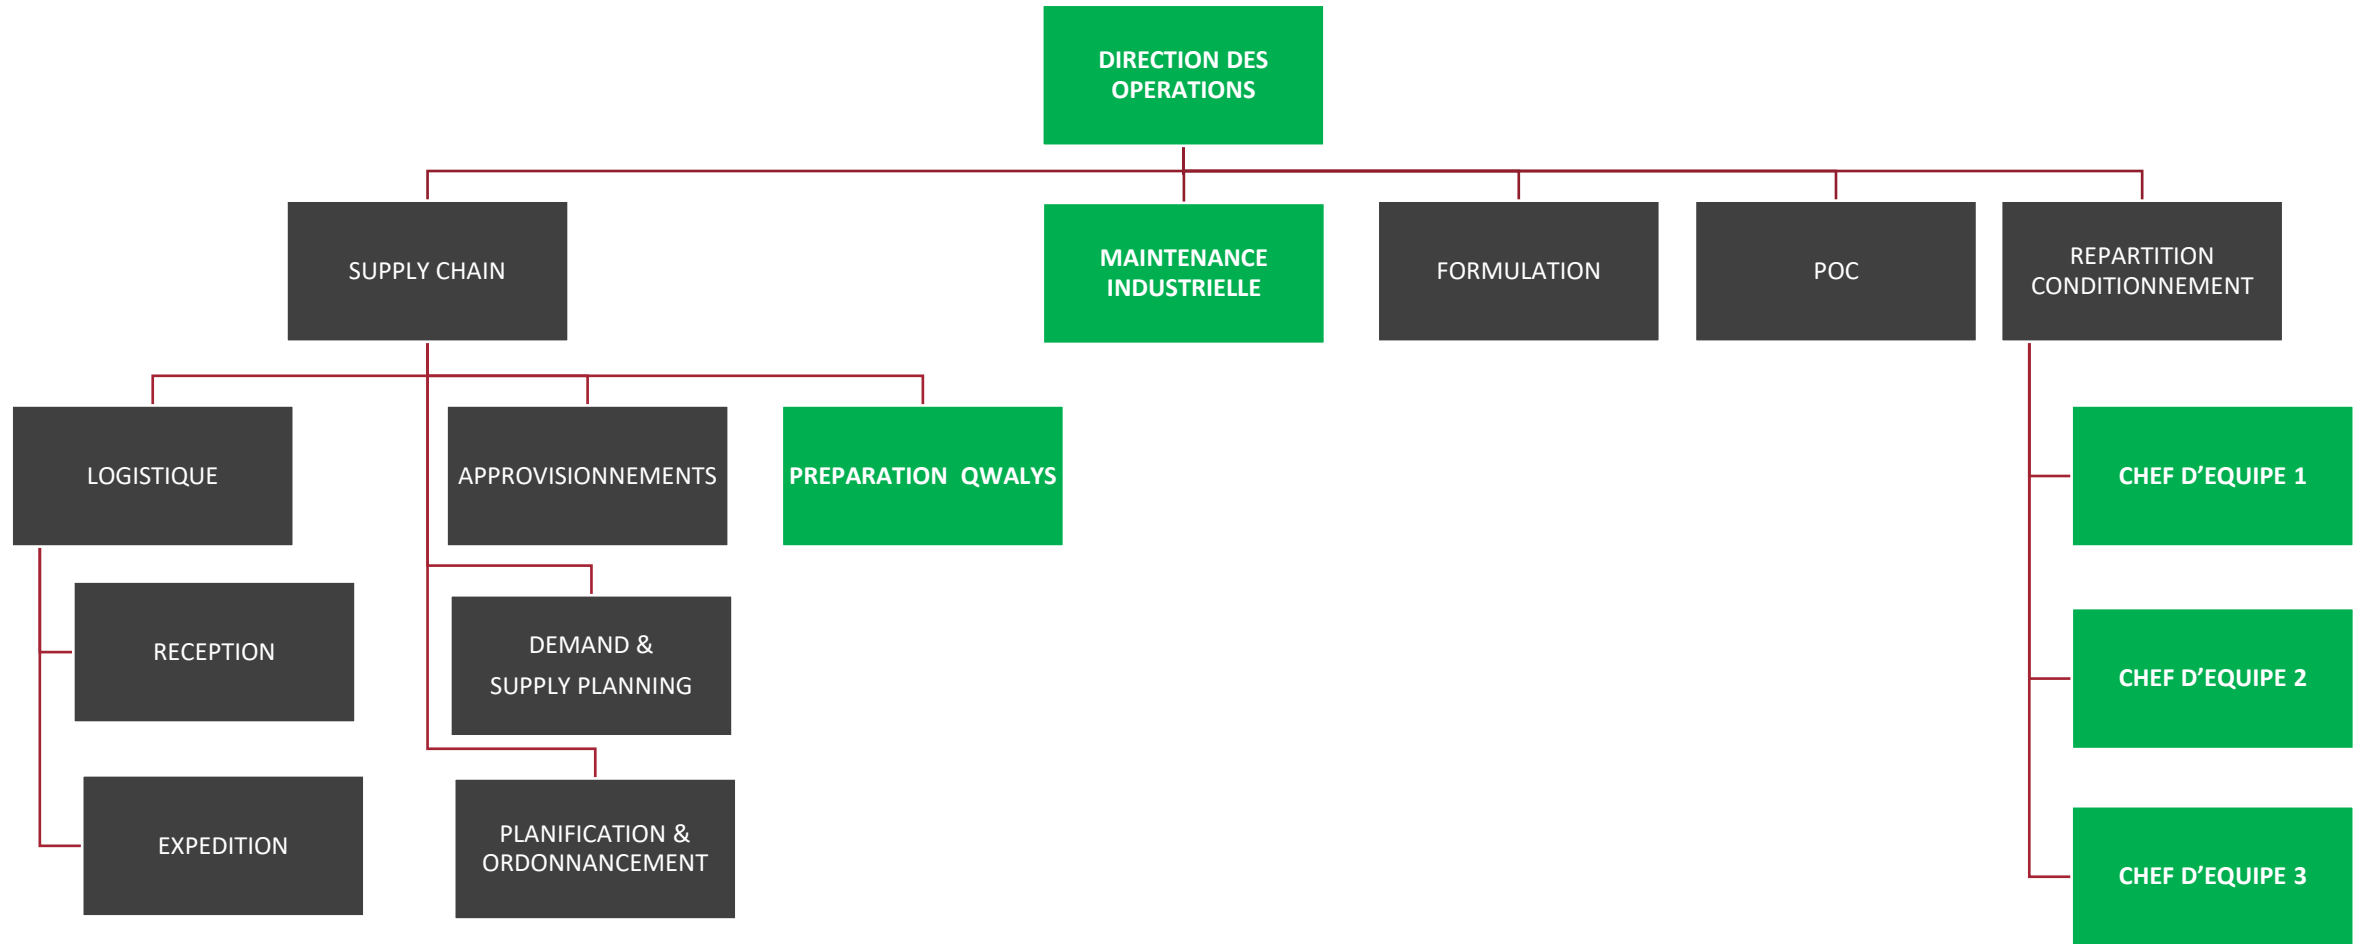 DIRECTION DES
OPERATIONS
SUPPLY CHAIN
MAINTENANCE
INDUSTRIELLE
FORMULATION
POC
REPARTITION
CONDITIONNEMENT
LOGISTIQUE
APPROVISIONNEMENTS
PREPARATION  QWALYS
CHEF D’EQUIPE 1
RECEPTION
DEMAND &
SUPPLY PLANNING
CHEF D’EQUIPE 2
EXPEDITION
PLANIFICATION &
ORDONNANCEMENT
CHEF D’EQUIPE 3